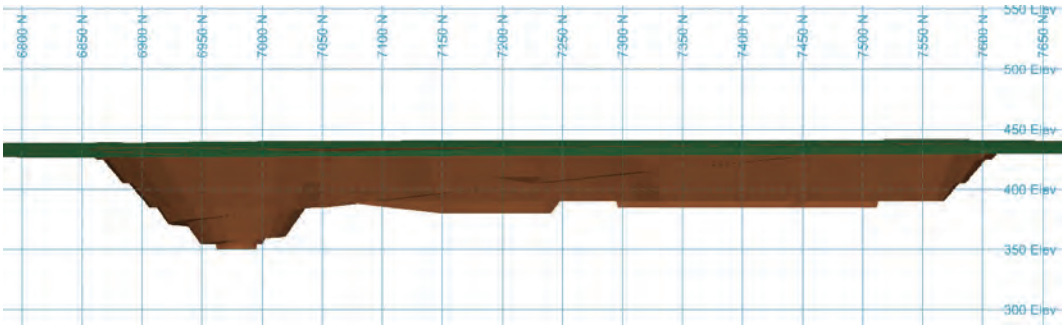 6800 N
6850 N
6900 N
6950 N
7000 N
7050 N
7100 N
7150 N
7200 N
7250 N
7300 N
7350 N
7400 N
7450 N
7500 N
7550 N
7600 N
7650 N
550 Elev
500 Elev
450 Elev
400 Elev
350 Elev
300 Elev